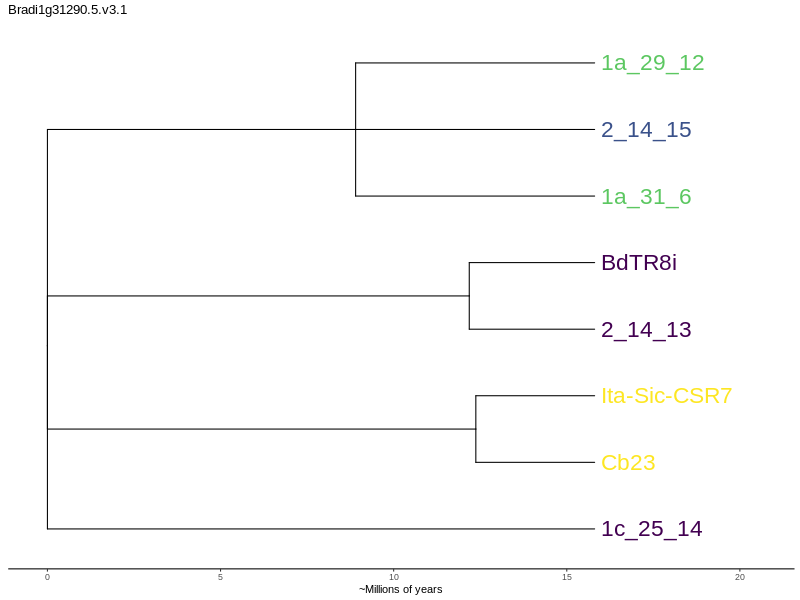 Bradi1g31290.5.v3.1
1a_29_12
2_14_15
1a_31_6
BdTR8i
2_14_13
Ita-Sic-CSR7
Cb23
1c_25_14
0 5 10 15 20
~Millions of years